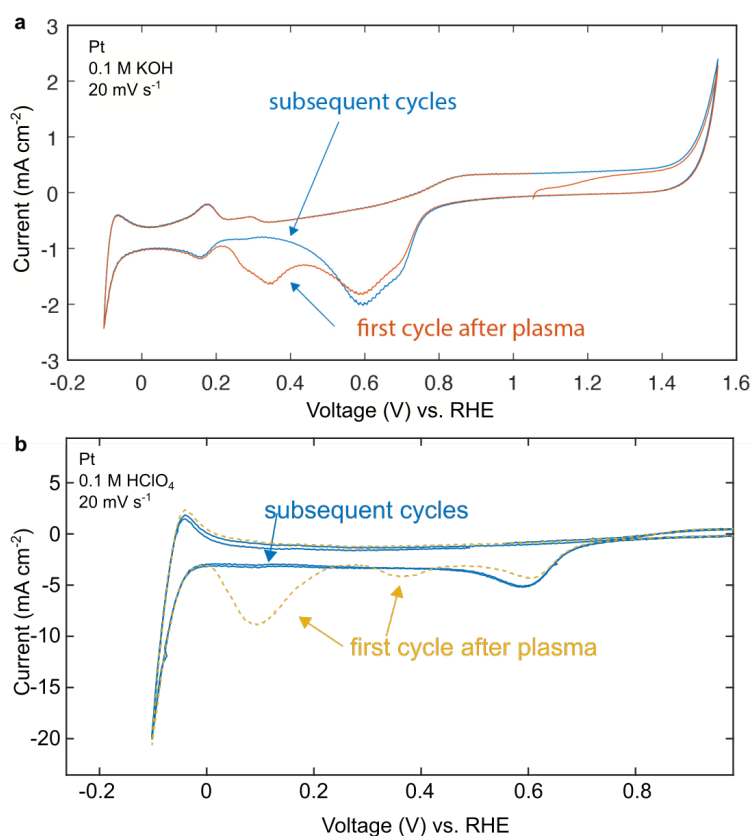 a
Pt
0.1 M KOH
20 mV s⁻¹
subsequent cycles
first cycle after plasma
3
2
1
0
-1
-2
-3
-0.2 0 0.2 0.4 0.6 0.8 1 1.2 1.4 1.6
Current (mA cm⁻²)
Voltage (V) vs. RHE
b
Pt
0.1 M HClO₄
20 mV s⁻¹
subsequent cycles
first cycle after plasma
5
0
-5
-10
-15
-20
-0.2 0 0.2 0.4 0.6 0.8
Current (mA cm⁻²)
Voltage (V) vs. RHE